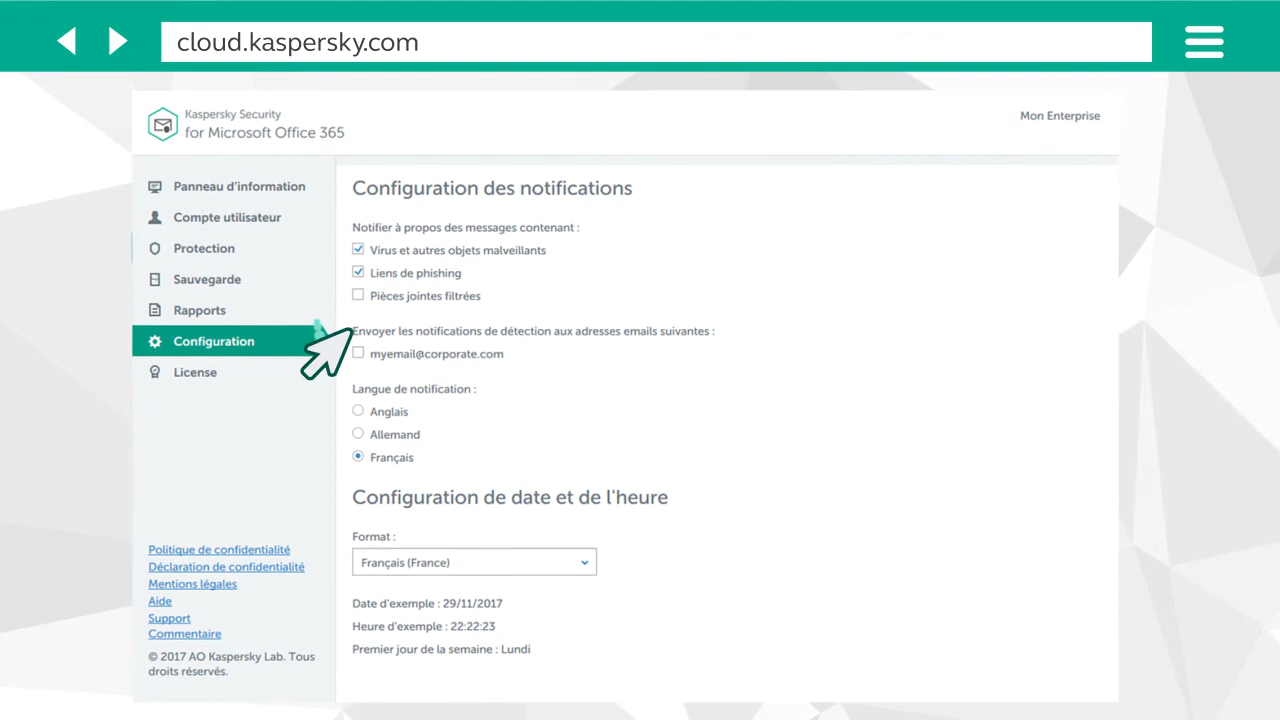 cloud.kaspersky.com
Kaspersky Security
for Microsoft Office 365
Mon Enterprise
Panneau d'information
Compte utilisateur
Protection
Sauvegarde
Rapports
Configuration
License
Configuration des notifications
Notifier à propos des messages contenant :
Virus et autres objets malveillants
Liens de phishing
Pièces jointes filtrées
Envoyer les notifications de détection aux adresses emails suivantes :
myemail@corporate.com
Langue de notification :
Anglais
Allemand
Français
Configuration de date et de l'heure
Format :
Français (France)
Date d'exemple : 29/11/2017
Heure d'exemple : 22:22:23
Premier jour de la semaine : Lundi
Politique de confidentialité
Déclaration de confidentialité
Mentions légales
Aide
Support
Commentaire
© 2017 AO Kaspersky Lab. Tous
droits réservés.